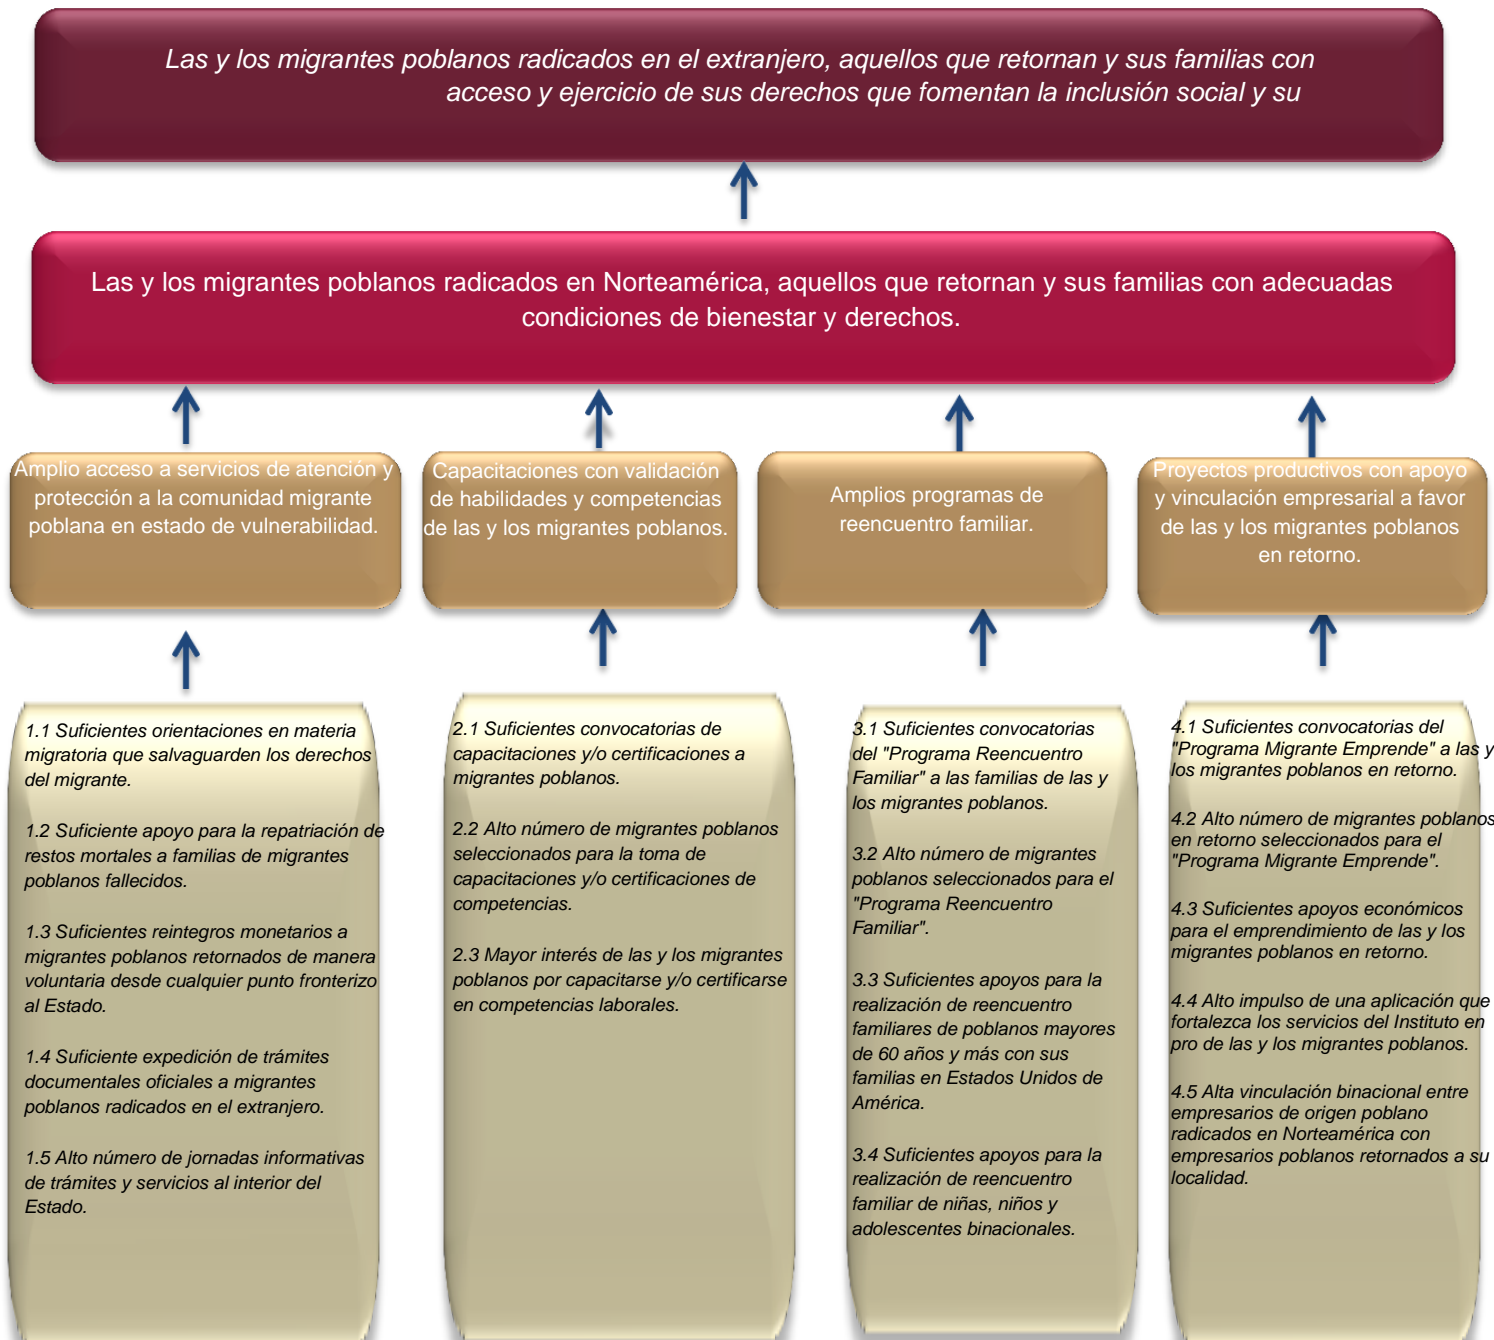 Las y los migrantes poblanos radicados en el extranjero, aquellos que retornan y sus familias con
acceso y ejercicio de sus derechos que fomentan la inclusión social y su
Las y los migrantes poblanos radicados en Norteamérica, aquellos que retornan y sus familias con adecuadas
condiciones de bienestar y derechos.
Amplio acceso a servicios de atención y
protección a la comunidad migrante
poblana en estado de vulnerabilidad.
Capacitaciones con validación
de habilidades y competencias
de las y los migrantes poblanos.
Amplios programas de
reencuentro familiar.
Proyectos productivos con apoyo
y vinculación empresarial a favor
de las y los migrantes poblanos
en retorno.
1.1 Suficientes orientaciones en materia
migratoria que salvaguarden los derechos
del migrante.
1.2 Suficiente apoyo para la repatriación de
restos mortales a familias de migrantes
poblanos fallecidos.
1.3 Suficientes reintegros monetarios a
migrantes poblanos retornados de manera
voluntaria desde cualquier punto fronterizo
al Estado.
1.4 Suficiente expedición de trámites
documentales oficiales a migrantes
poblanos radicados en el extranjero.
1.5 Alto número de jornadas informativas
de trámites y servicios al interior del
Estado.
2.1 Suficientes convocatorias de
capacitaciones y/o certificaciones a
migrantes poblanos.
2.2 Alto número de migrantes poblanos
seleccionados para la toma de
capacitaciones y/o certificaciones de
competencias.
2.3 Mayor interés de las y los migrantes
poblanos por capacitarse y/o certificarse
en competencias laborales.
3.1 Suficientes convocatorias
del "Programa Reencuentro
Familiar" a las familias de las y
los migrantes poblanos.
3.2 Alto número de migrantes
poblanos seleccionados para el
"Programa Reencuentro
Familiar".
3.3 Suficientes apoyos para la
realización de reencuentro
familiares de poblanos mayores
de 60 años y más con sus
familias en Estados Unidos de
América.
3.4 Suficientes apoyos para la
realización de reencuentro
familiar de niñas, niños y
adolescentes binacionales.
4.1 Suficientes convocatorias del
"Programa Migrante Emprende" a las y
los migrantes poblanos en retorno.
4.2 Alto número de migrantes poblanos
en retorno seleccionados para el
"Programa Migrante Emprende".
4.3 Suficientes apoyos económicos
para el emprendimiento de las y los
migrantes poblanos en retorno.
4.4 Alto impulso de una aplicación que
fortalezca los servicios del Instituto en
pro de las y los migrantes poblanos.
4.5 Alta vinculación binacional entre
empresarios de origen poblano
radicados en Norteamérica con
empresarios poblanos retornados a su
localidad.